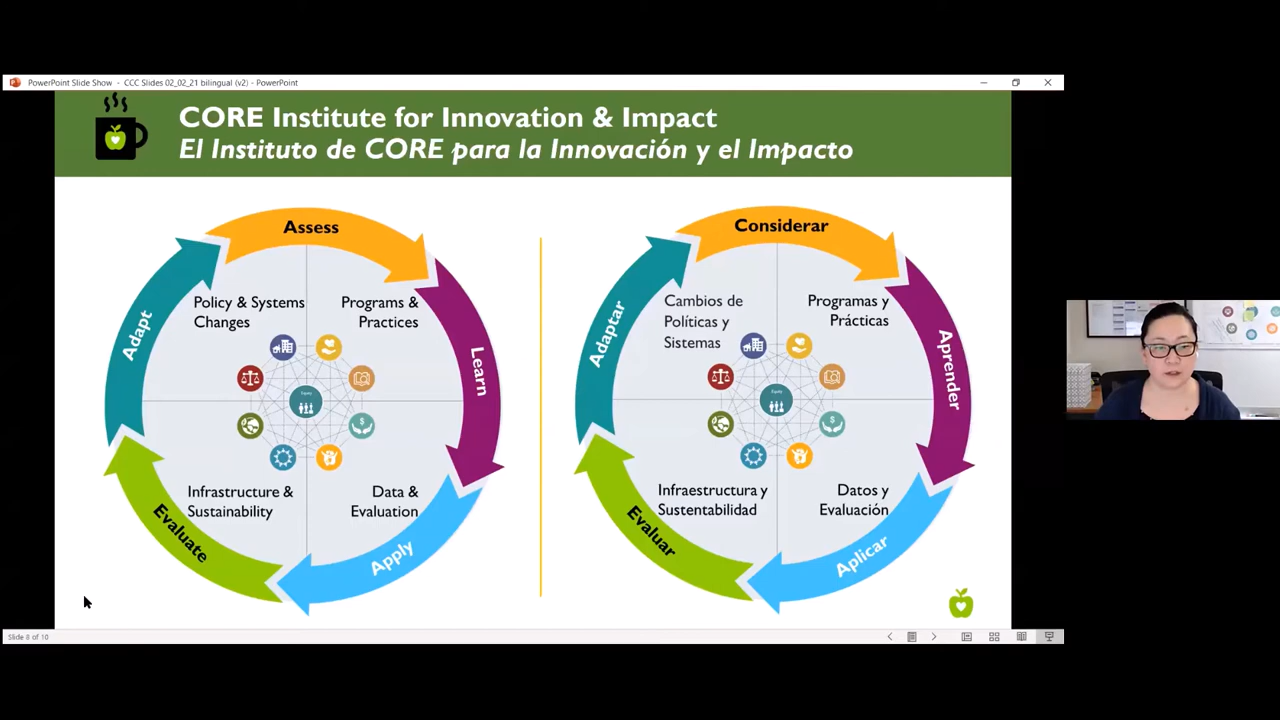 PowerPoint Slide Show - CCC Slides 02_02_21 bilingual (v2) - PowerPoint
CORE Institute for Innovation & Impact
El Instituto de CORE para la Innovación y el Impacto
Assess
Learn
Apply
Evaluate
Adapt
Policy & Systems
Changes
Programs &
Practices
Equity
$
Infrastructure &
Sustainability
Data &
Evaluation
Considerar
Aprender
Aplicar
Evaluar
Adaptar
Cambios de
Políticas y
Sistemas
Programas y
Prácticas
Equity
$
Infraestructura y
Sustentabilidad
Datos y
Evaluación
Slide 8 of 10